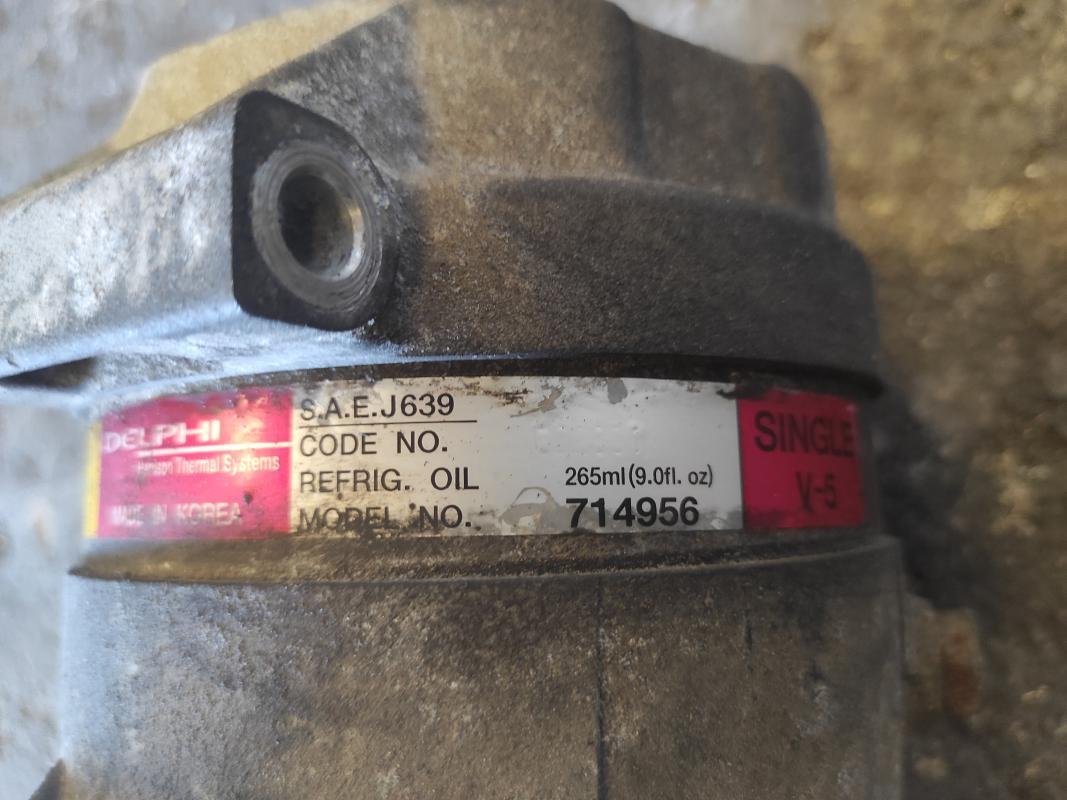 DELPHI
Harrison Thermal Systems
MADE IN KOREA
S.A.E.J639
CODE NO.
REFRIG. OIL 265ml(9.0fl. oz)
MODEL NO. 714956
SINGLE
V-5